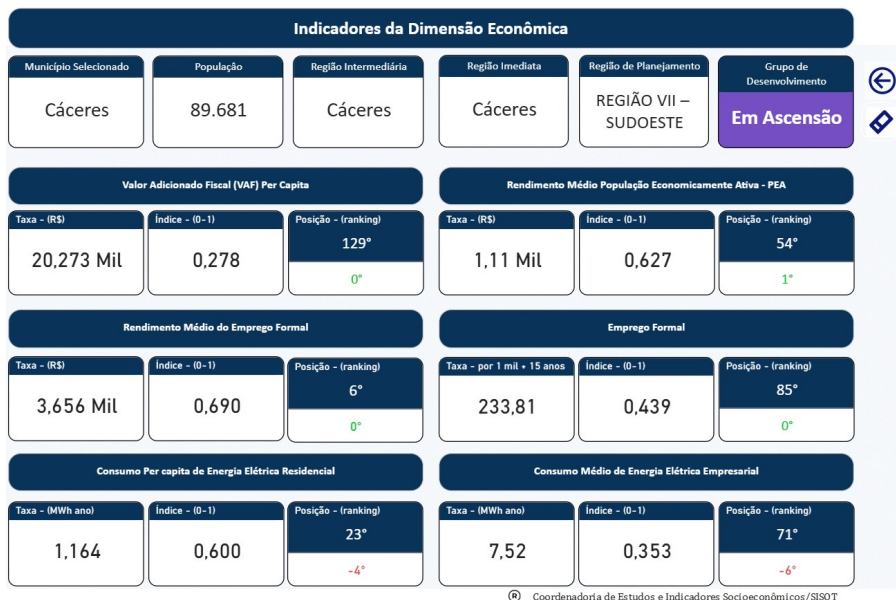 Indicadores da Dimensão Econômica
Município Selecionado
Cáceres
População
89.681
Região Intermediária
Cáceres
Região Imediata
Cáceres
Região de Planejamento
REGIÃO VII –
SUDOESTE
Grupo de
Desenvolvimento
Em Ascensão
Valor Adicionado Fiscal (VAF) Per Capita
Taxa - (R$)
20,273 Mil
Índice - (0-1)
0,278
Posição - (ranking)
129°
0°
Rendimento Médio População Economicamente Ativa - PEA
Taxa - (R$)
1,11 Mil
Índice - (0-1)
0,627
Posição - (ranking)
54°
1°
Rendimento Médio do Emprego Formal
Taxa - (R$)
3,656 Mil
Índice - (0-1)
0,690
Posição - (ranking)
6°
0°
Emprego Formal
Taxa - por 1 mil + 15 anos
233,81
Índice - (0-1)
0,439
Posição - (ranking)
85°
0°
Consumo Per capita de Energia Elétrica Residencial
Taxa - (MWh ano)
1,164
Índice - (0-1)
0,600
Posição - (ranking)
23°
-4°
Consumo Médio de Energia Elétrica Empresarial
Taxa - (MWh ano)
7,52
Índice - (0-1)
0,353
Posição - (ranking)
71°
-6°
® Coordenadoria de Estudos e Indicadores Socioeconômicos/SISOT